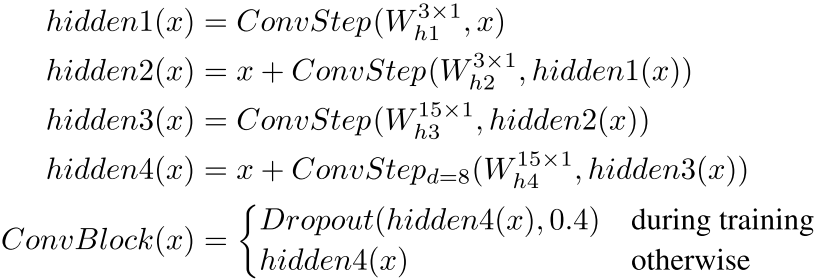 hidden1(x) = ConvStep(W_{h1}^{3×1}, x)
hidden2(x) = x + ConvStep(W_{h2}^{3×1}, hidden1(x))
hidden3(x) = ConvStep(W_{h3}^{15×1}, hidden2(x))
hidden4(x) = x + ConvStep_{d=8}(W_{h4}^{15×1}, hidden3(x))
ConvBlock(x) = { Dropout(hidden4(x), 0.4) during training
hidden4(x) otherwise